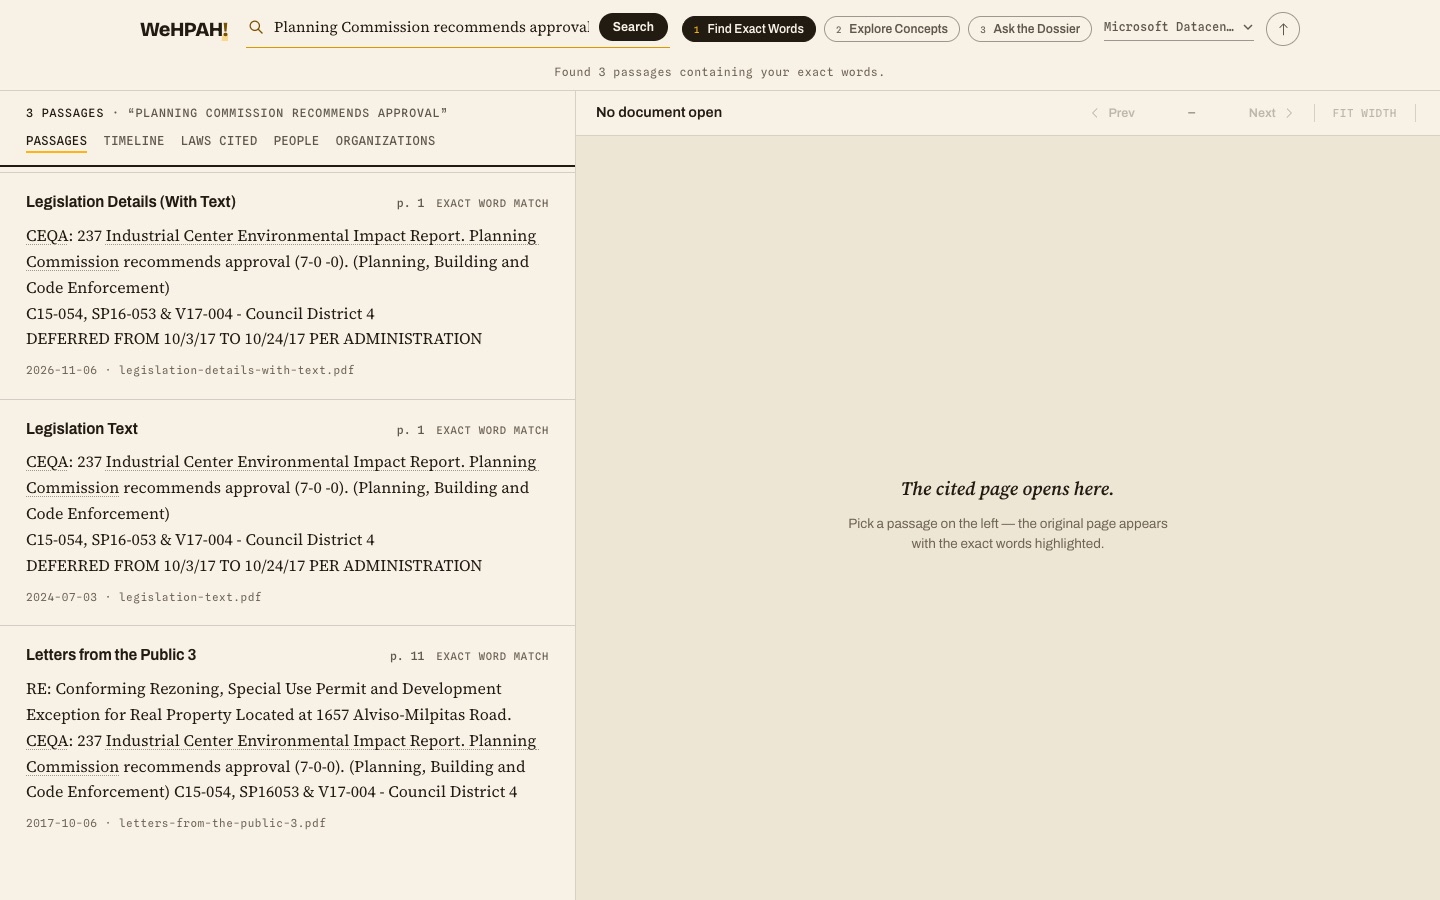 WeHPAH!
Planning Commission recommends approval
Search
1 Find Exact Words
2 Explore Concepts
3 Ask the Dossier
Microsoft Datacen…
Found 3 passages containing your exact words.
3 PASSAGES · “PLANNING COMMISSION RECOMMENDS APPROVAL”
PASSAGES TIMELINE LAWS CITED PEOPLE ORGANIZATIONS
Legislation Details (With Text) p. 1 EXACT WORD MATCH
CEQA: 237 Industrial Center Environmental Impact Report. Planning
Commission recommends approval (7-0 -0). (Planning, Building and
Code Enforcement)
C15-054, SP16-053 & V17-004 - Council District 4
DEFERRED FROM 10/3/17 TO 10/24/17 PER ADMINISTRATION
2026-11-06 · legislation-details-with-text.pdf
Legislation Text p. 1 EXACT WORD MATCH
CEQA: 237 Industrial Center Environmental Impact Report. Planning
Commission recommends approval (7-0 -0). (Planning, Building and
Code Enforcement)
C15-054, SP16-053 & V17-004 - Council District 4
DEFERRED FROM 10/3/17 TO 10/24/17 PER ADMINISTRATION
2024-07-03 · legislation-text.pdf
Letters from the Public 3 p. 11 EXACT WORD MATCH
RE: Conforming Rezoning, Special Use Permit and Development
Exception for Real Property Located at 1657 Alviso-Milpitas Road.
CEQA: 237 Industrial Center Environmental Impact Report. Planning
Commission recommends approval (7-0-0). (Planning, Building and
Code Enforcement) C15-054, SP16053 & V17-004 - Council District 4
2017-10-06 · letters-from-the-public-3.pdf
No document open
Prev – Next FIT WIDTH
The cited page opens here.
Pick a passage on the left — the original page appears
with the exact words highlighted.